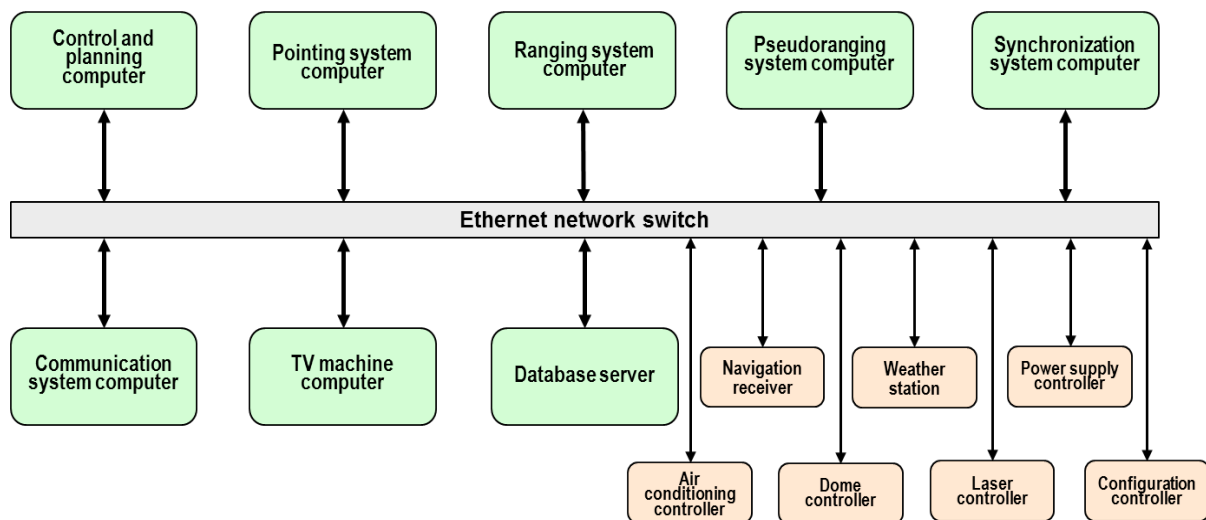 Control and
planning
computer
Pointing system
computer
Ranging system
computer
Pseudoranging
system computer
Synchronization
system computer
Ethernet network switch
Communication
system computer
TV machine
computer
Database server
Navigation
receiver
Weather
station
Power supply
controller
Air
conditioning
controller
Dome
controller
Laser
controller
Configuration
controller